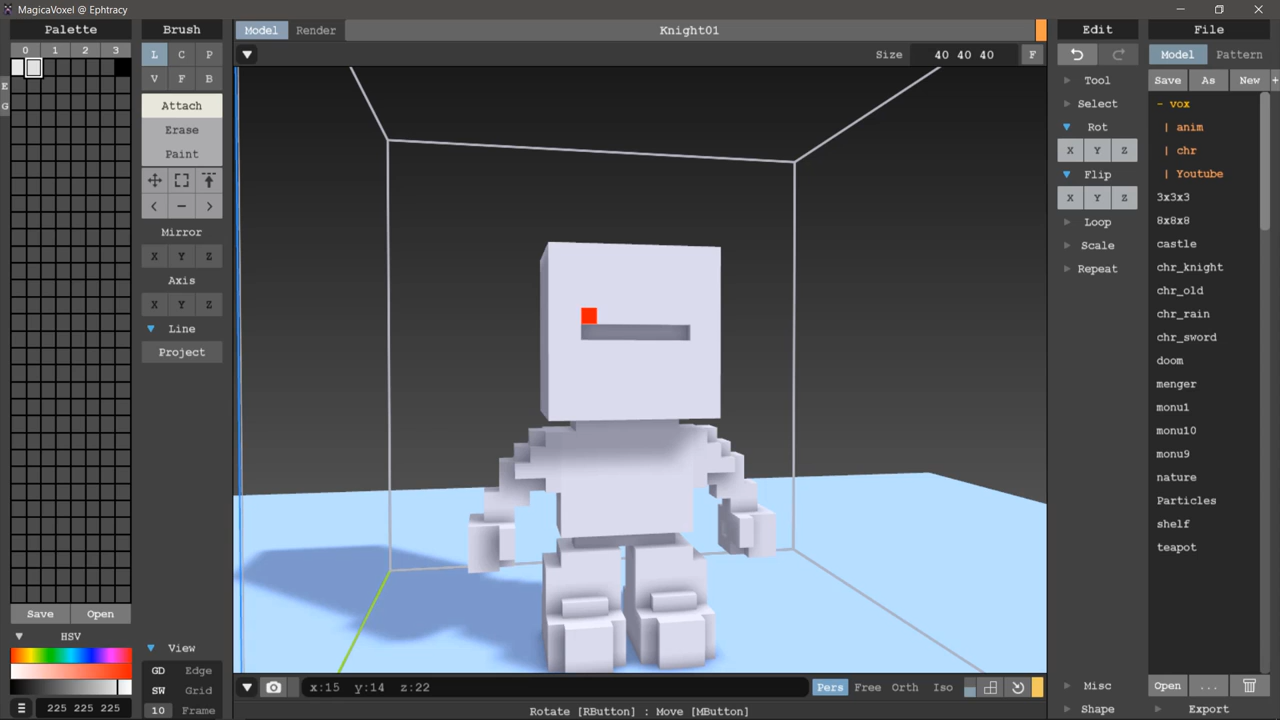 MagicaVoxel @ Ephtracy
Palette
Brush
Model Render
Knight01
Edit
File
0 1 2 3
L C P
V F B
Attach
Erase
Paint
< - >
Mirror
X Y Z
Axis
X Y Z
Line
Project
E
G
Size 40 40 40 F
Tool
Select
Rot
X Y Z
Flip
X Y Z
Loop
Scale
Repeat
Model Pattern
Save As New +
- vox
| anim
| chr
| Youtube
3x3x3
8x8x8
castle
chr_knight
chr_old
chr_rain
chr_sword
doom
menger
monu1
monu10
monu9
nature
Particles
shelf
teapot
Save Open
HSV
225 225 225
View
GD Edge
SW Grid
10 Frame
x:15 y:14 z:22
Pers Free Orth Iso
Rotate [RButton] : Move [MButton]
Misc
Shape
Open ...
Export